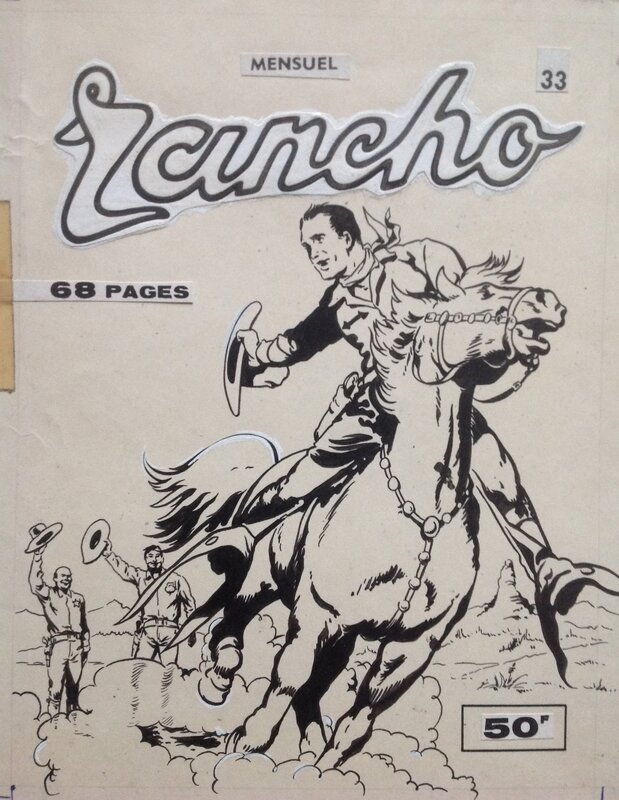 MENSUEL
33
Rancho
68 PAGES
50F